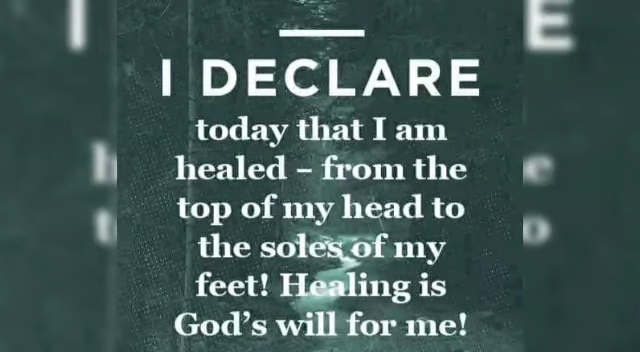 I DECLARE
today that I am
healed – from the
top of my head to
the soles of my
feet! Healing is
God's will for me!